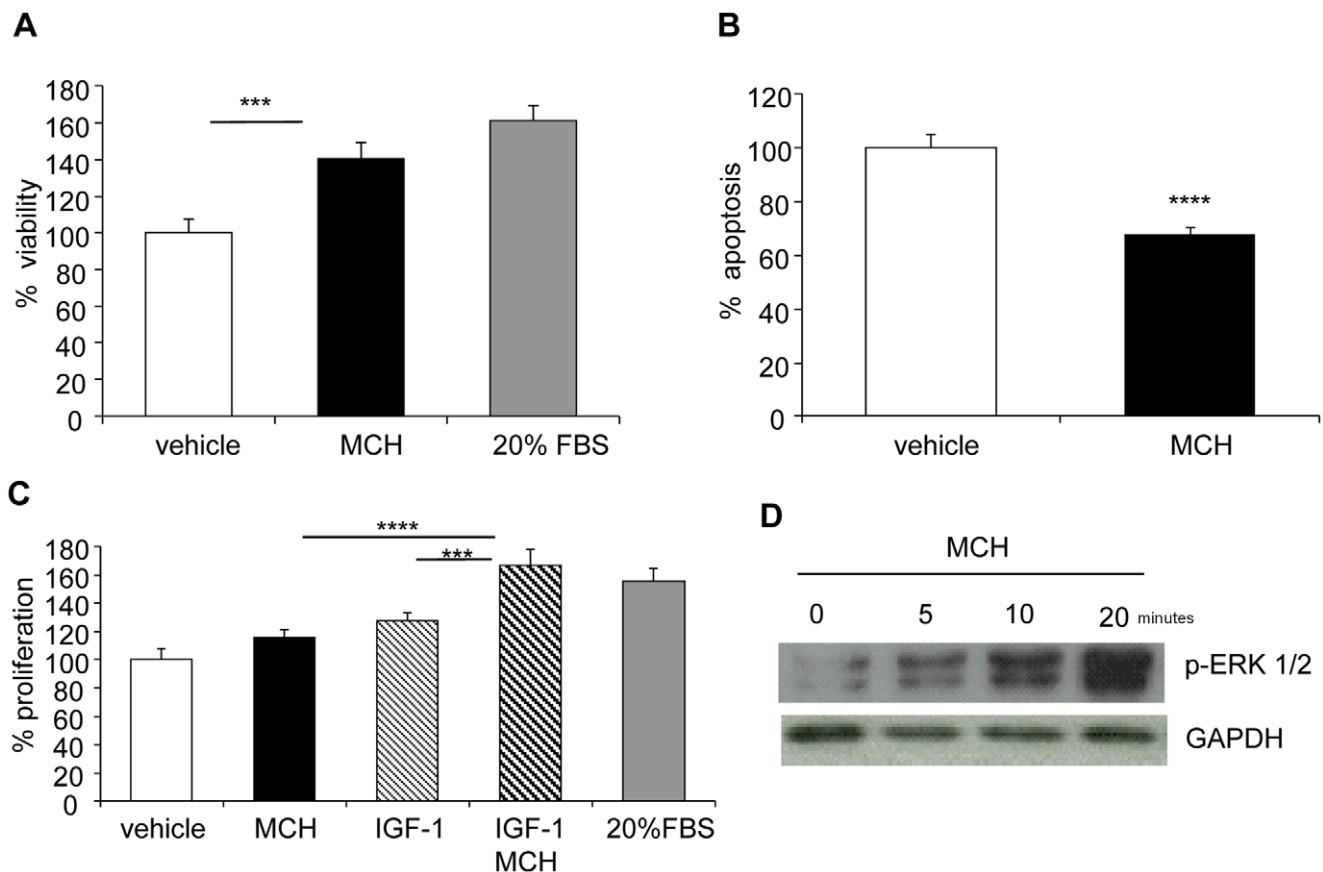 A
180
160
140
120
100
80
60
40
20
0
% viability
***
vehicle MCH 20% FBS
B
120
100
80
60
40
20
0
% apoptosis
****
vehicle MCH
C
180
160
140
120
100
80
60
40
20
0
% proliferation
****
***
vehicle MCH IGF-1 IGF-1 20%FBS
MCH
D
MCH
0 5 10 20 minutes
p-ERK 1/2
GAPDH